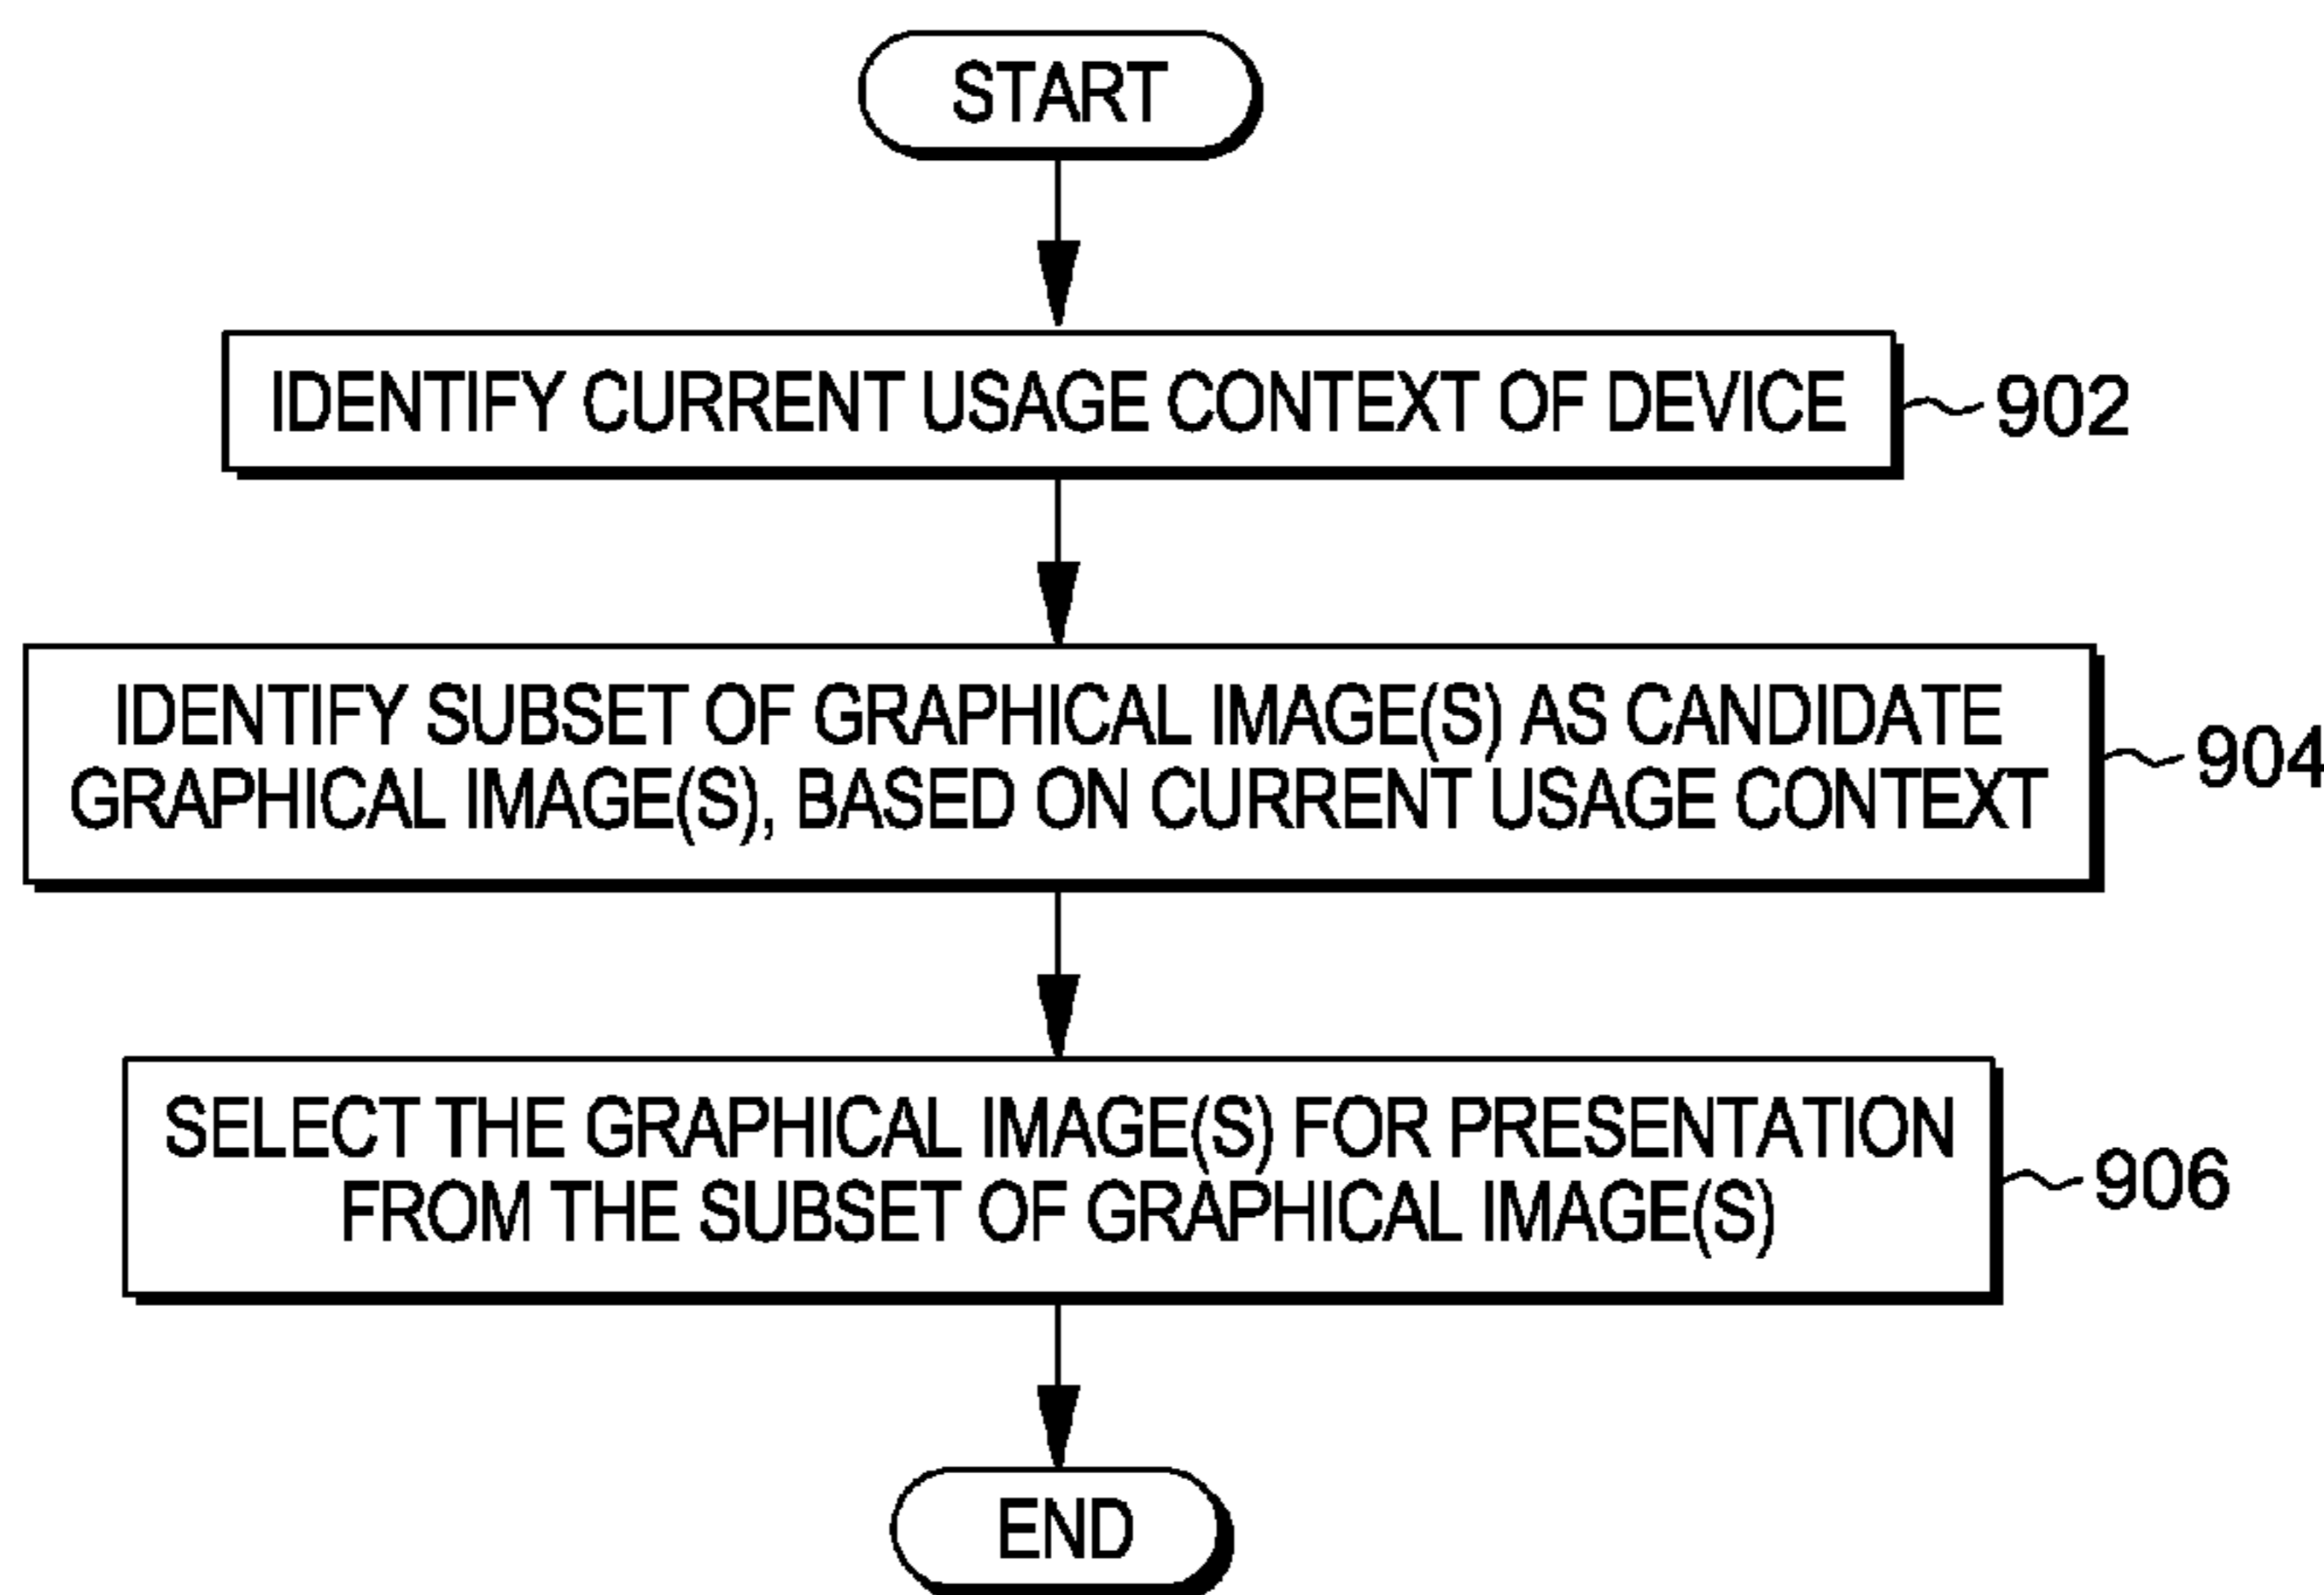 START
IDENTIFY CURRENT USAGE CONTEXT OF DEVICE
902
IDENTIFY SUBSET OF GRAPHICAL IMAGE(S) AS CANDIDATE
GRAPHICAL IMAGE(S), BASED ON CURRENT USAGE CONTEXT
904
SELECT THE GRAPHICAL IMAGE(S) FOR PRESENTATION
FROM THE SUBSET OF GRAPHICAL IMAGE(S)
906
END